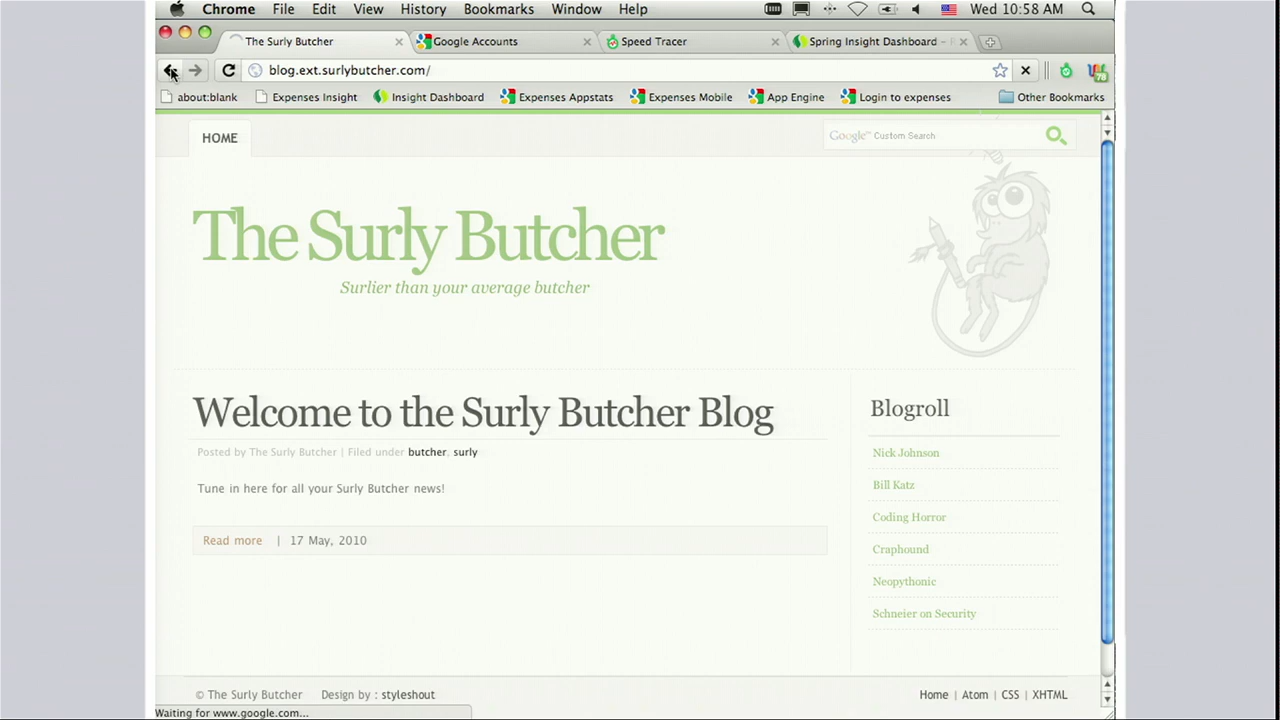 Chrome File Edit View History Bookmarks Window Help Wed 10:58 AM
The Surly Butcher Google Accounts Speed Tracer Spring Insight Dashboard - F
blog.ext.surlybutcher.com/
78
about:blank Expenses Insight Insight Dashboard Expenses Appstats Expenses Mobile App Engine Login to expenses Other Bookmarks
HOME
Google™ Custom Search
The Surly Butcher
Surlier than your average butcher
Welcome to the Surly Butcher Blog
Posted by The Surly Butcher | Filed under butcher, surly
Tune in here for all your Surly Butcher news!
Read more | 17 May, 2010
Blogroll
Nick Johnson
Bill Katz
Coding Horror
Craphound
Neopythonic
Schneier on Security
© The Surly Butcher Design by : styleshout
Home | Atom | CSS | XHTML
Waiting for www.google.com...